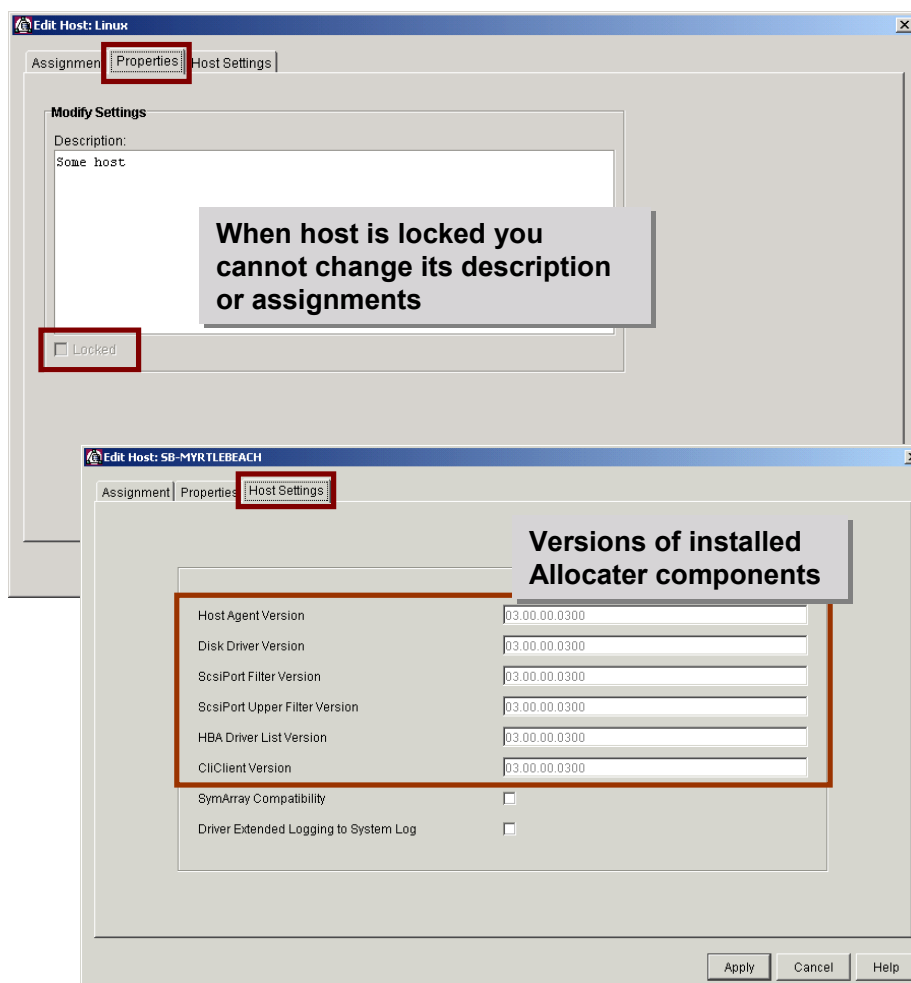 Edit Host: Linux
Assignmen Properties Host Settings
Modify Settings
Description:
Some host
When host is locked you
cannot change its description
or assignments
Locked
Edit Host: SB-MYRTLEBEACH
Assignment Properties Host Settings
Versions of installed
Allocater components
Host Agent Version 03.00.00.0300
Disk Driver Version 03.00.00.0300
ScsiPort Filter Version 03.00.00.0300
ScsiPort Upper Filter Version 03.00.00.0300
HBA Driver List Version 03.00.00.0300
CliClient Version 03.00.00.0300
SymArray Compatibility
Driver Extended Logging to System Log
Apply Cancel Help